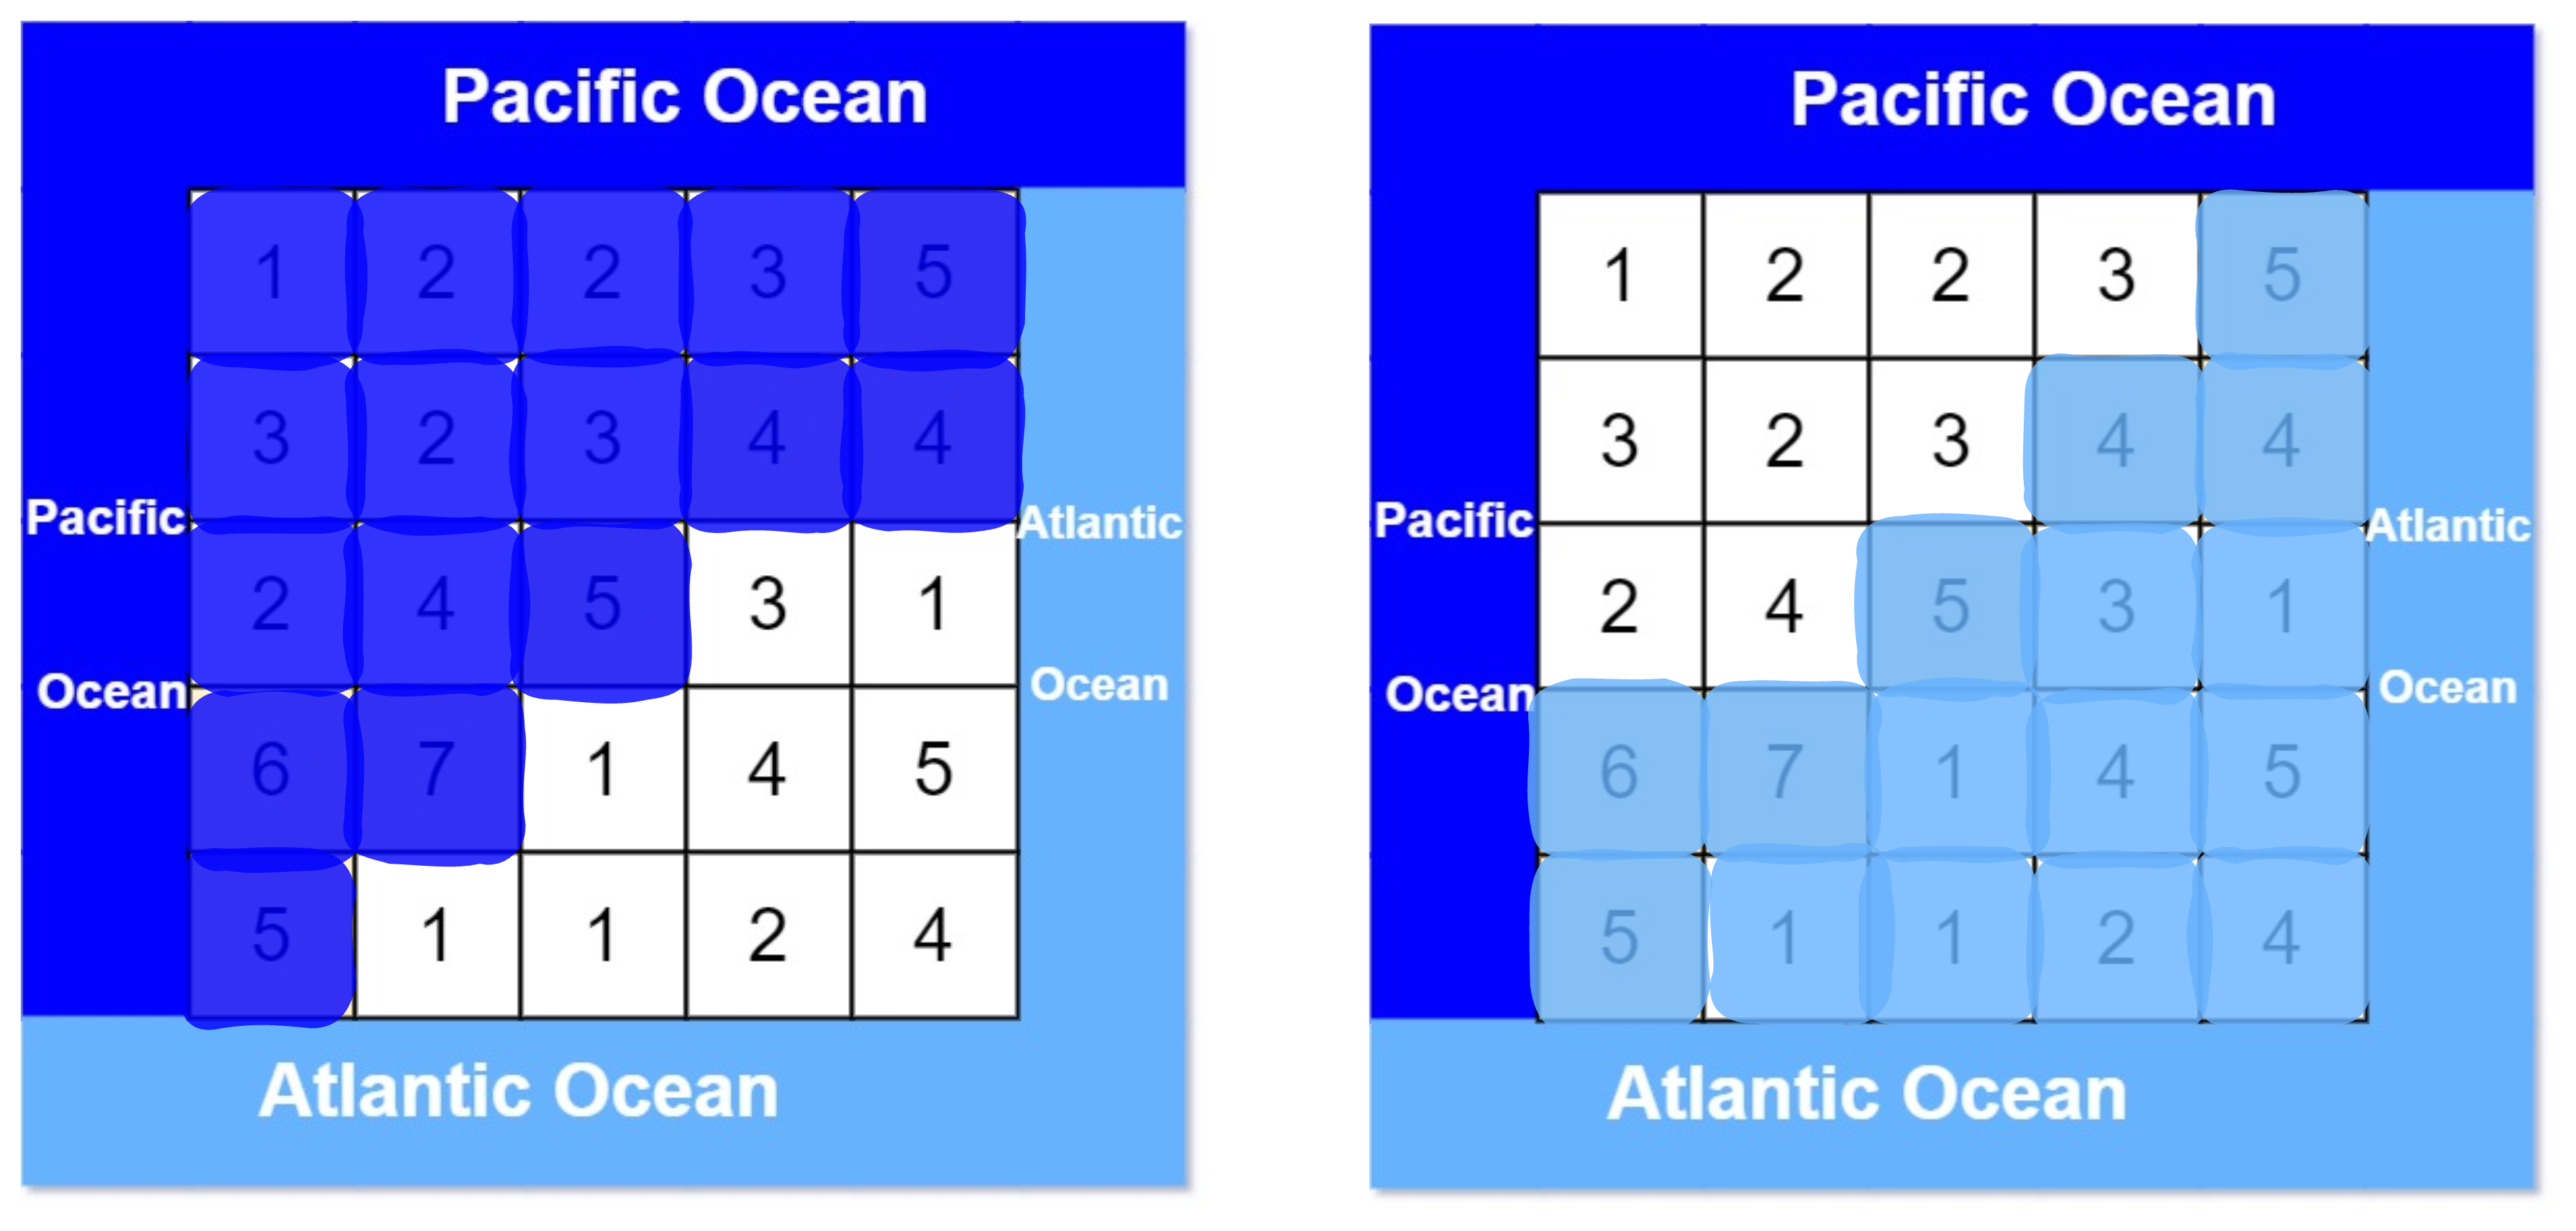 Pacific Ocean
1 2 2 3 5
3 2 3 4 4
Pacific
Atlantic
2 4 5 3 1
Ocean
Ocean
6 7 1 4 5
5 1 1 2 4
Atlantic Ocean
Pacific Ocean
1 2 2 3 5
3 2 3 4 4
Pacific
Atlantic
2 4 5 3 1
Ocean
Ocean
6 7 1 4 5
5 1 1 2 4
Atlantic Ocean